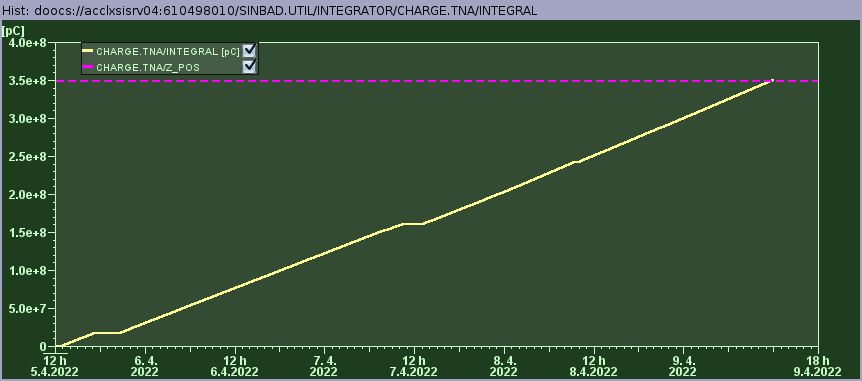 Hist: doocs://acclxsisrv04:610498010/SINBAD.UTIL/INTEGRATOR/CHARGE.TNA/INTEGRAL
[pC]
4.0e+8
CHARGE.TNA/INTEGRAL [pC]
CHARGE.TNA/Z_POS
3.5e+8
3.0e+8
2.5e+8
2.0e+8
1.5e+8
1.0e+8
5.0e+7
0
12 h 6. 4. 12 h 7. 4. 12 h 8. 4. 12 h 9. 4. 18 h
5.4.2022 2022 6.4.2022 2022 7.4.2022 2022 8.4.2022 2022 9.4.2022